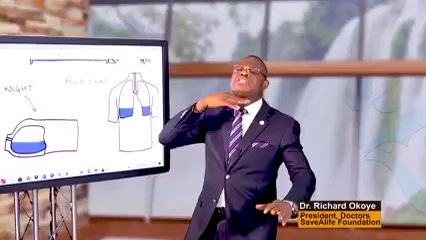 NIGHT
Dr. Richard Okoye
President, Doctors
SaveAlife Foundation